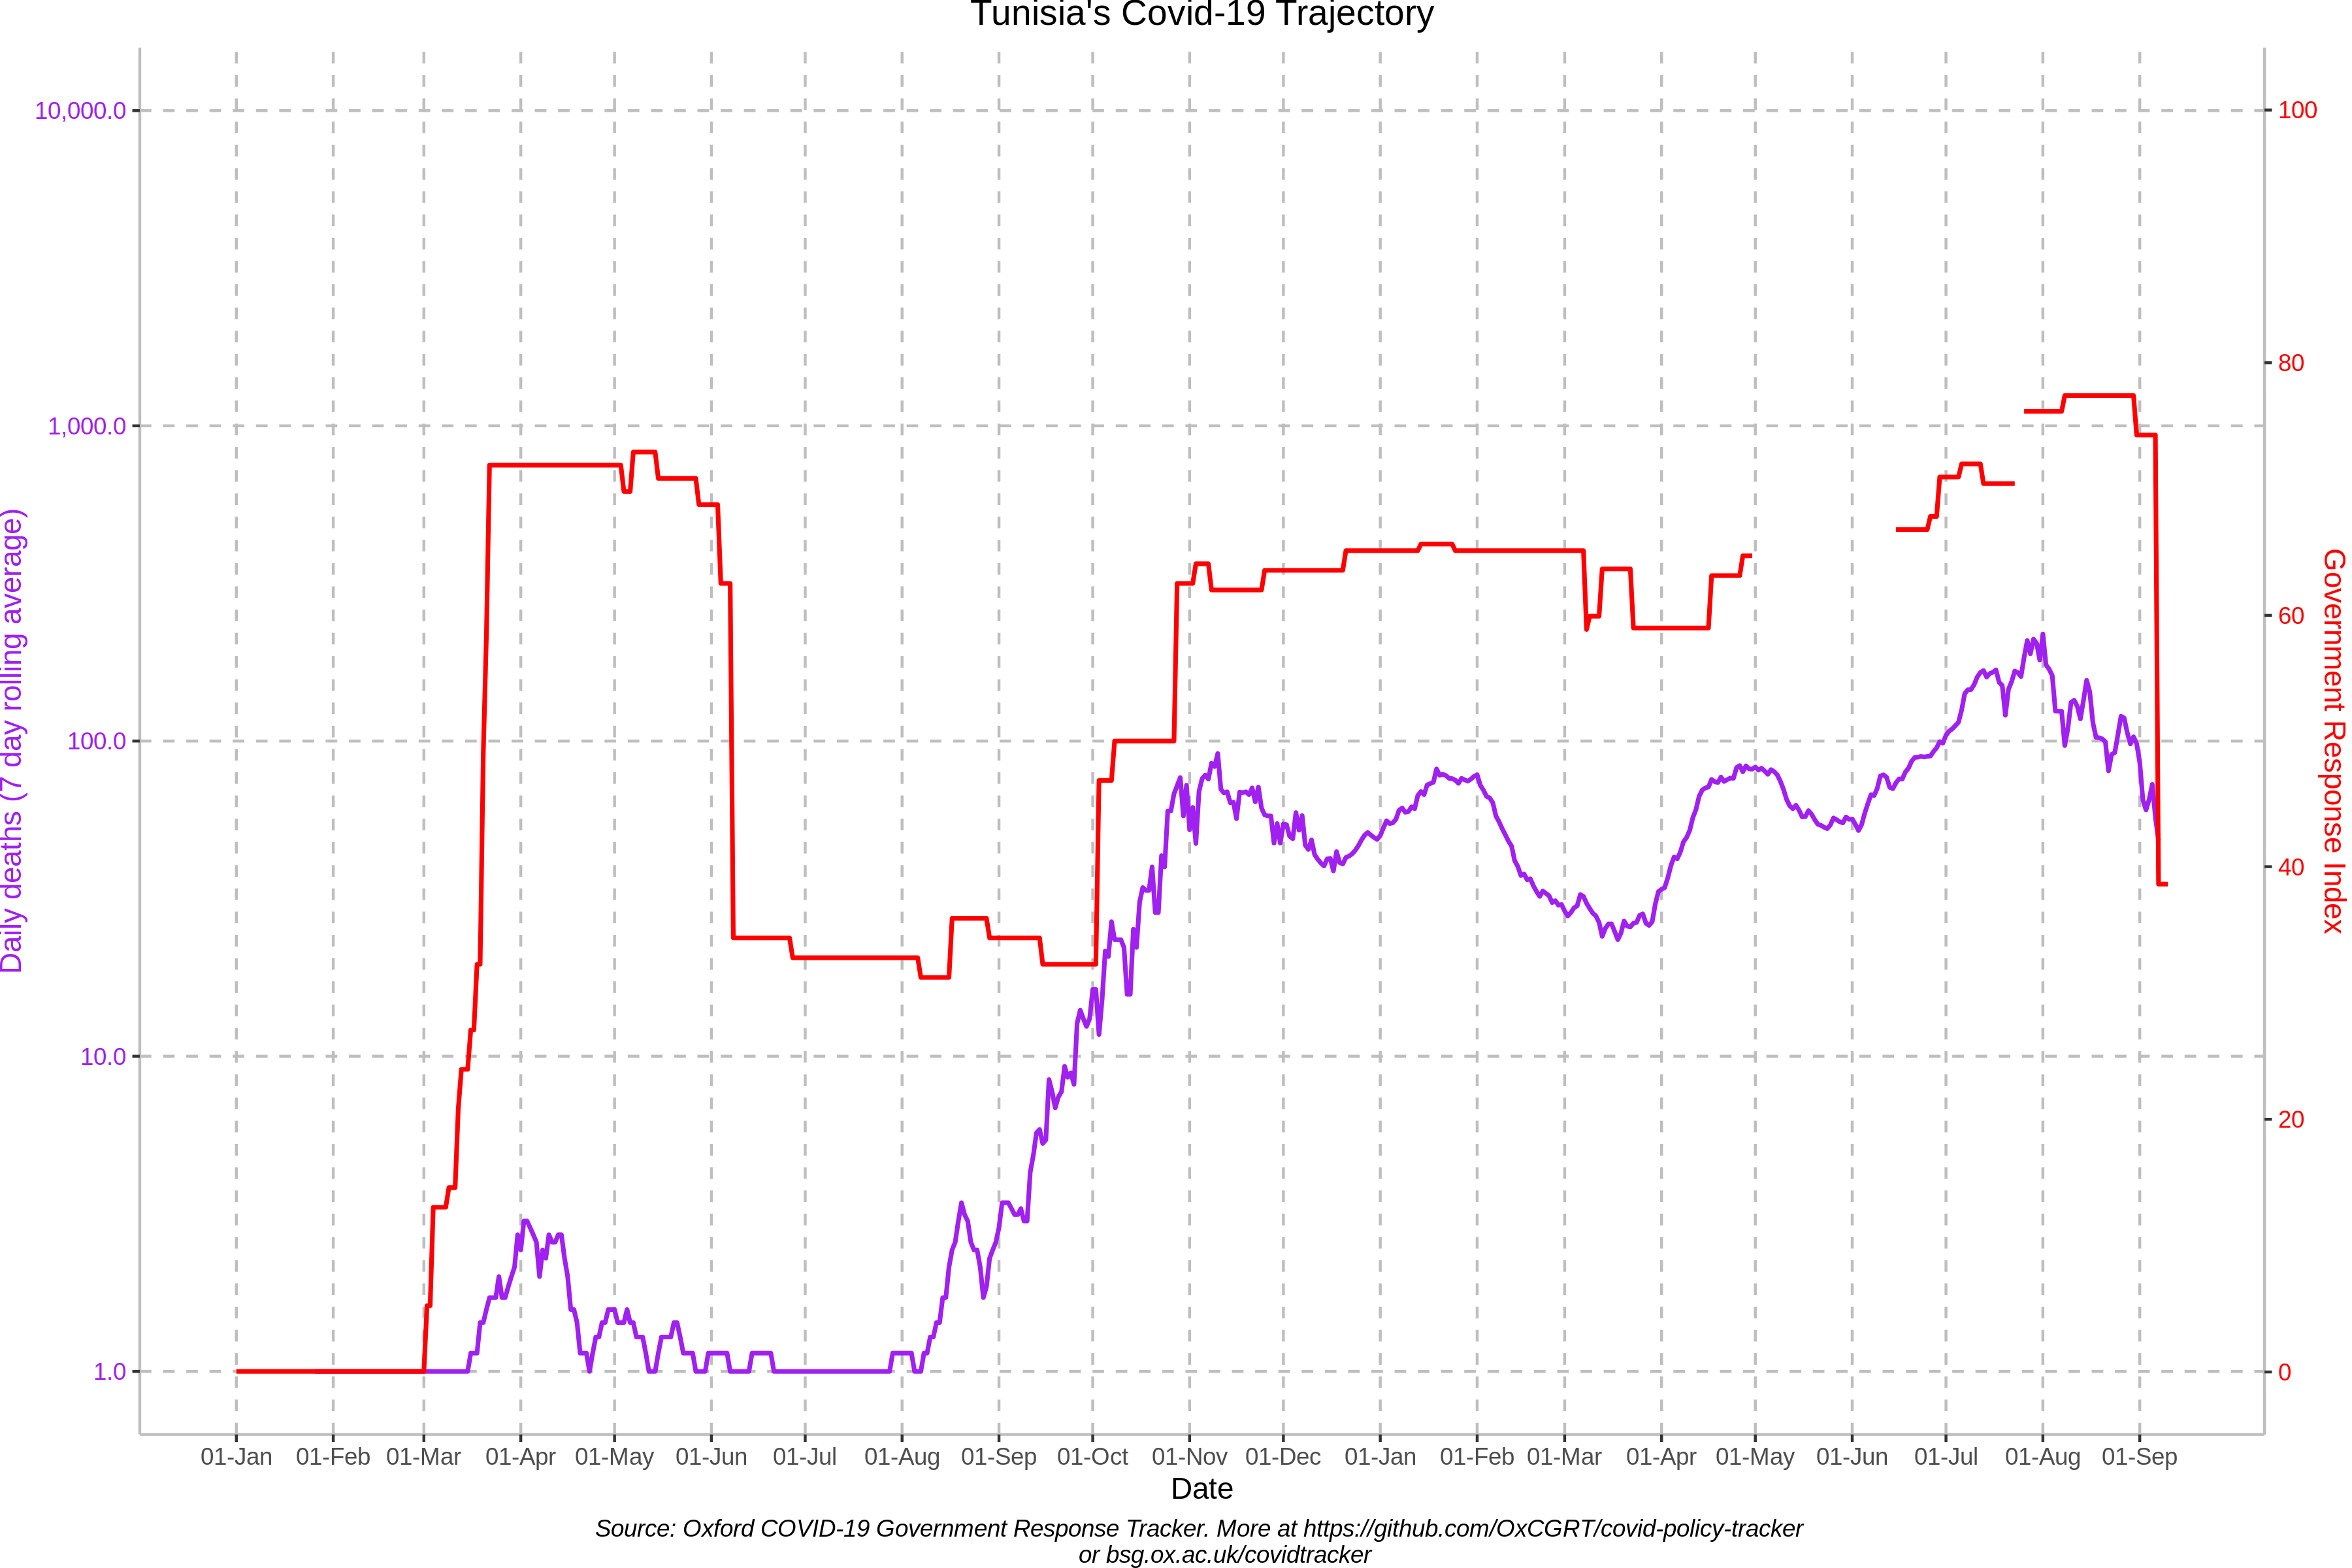 Tunisia's Covid-19 Trajectory
10,000.0
1,000.0
100.0
10.0
1.0
Daily deaths (7 day rolling average)
100
80
60
40
20
0
Government Response Index
01-Jan 01-Feb 01-Mar 01-Apr 01-May 01-Jun 01-Jul 01-Aug 01-Sep 01-Oct 01-Nov 01-Dec 01-Jan 01-Feb 01-Mar 01-Apr 01-May 01-Jun 01-Jul 01-Aug 01-Sep
Date
Source: Oxford COVID-19 Government Response Tracker. More at https://github.com/OxCGRT/covid-policy-tracker
or bsg.ox.ac.uk/covidtracker